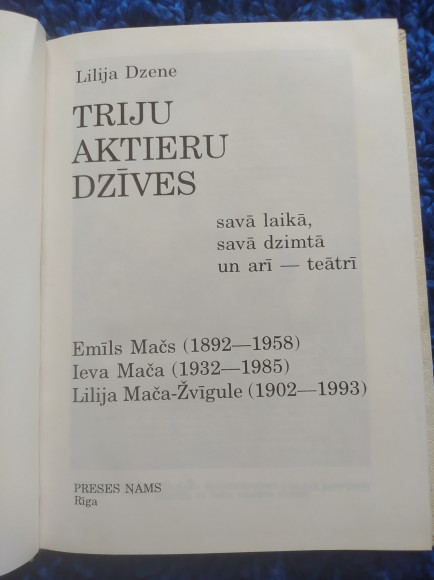 Lilija Dzene
TRIJU
AKTIERU
DZĪVES
savā laikā,
savā dzimtā
un arī — teātrī
Emīls Mačs (1892—1958)
Ieva Mača (1932—1985)
Lilija Mača-Žvīgule (1902—1993)
PRESES NAMS
Rīga